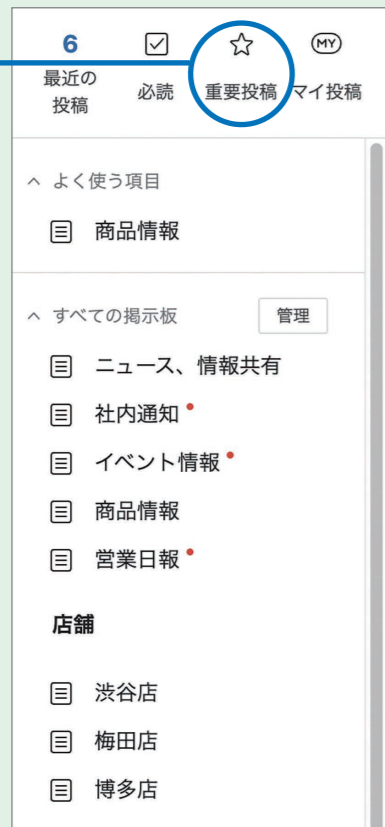 6
MY
最近の
投稿
必読
重要投稿
マイ投稿
よく使う項目
商品情報
すべての掲示板
管理
ニュース、情報共有
社内通知
イベント情報
商品情報
営業日報
店舗
渋谷店
梅田店
博多店